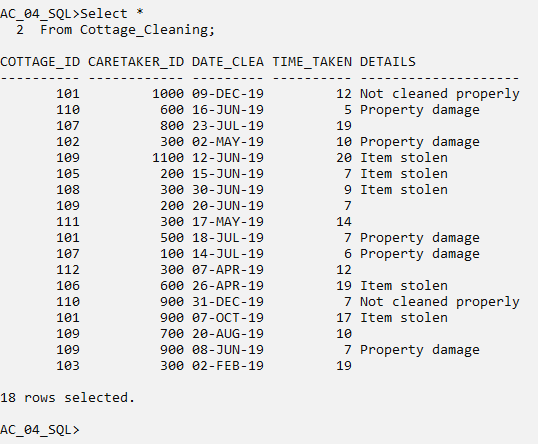 AC_04_SQL>Select *
  2  From Cottage_Cleaning;

COTTAGE_ID CARETAKER_ID DATE_CLEA TIME_TAKEN DETAILS
---------- ------------ --------- ---------- --------------------
       101         1000 09-DEC-19         12 Not cleaned properly
       110          600 16-JUN-19          5 Property damage
       107          800 23-JUL-19         19
       102          300 02-MAY-19         10 Property damage
       109         1100 12-JUN-19         20 Item stolen
       105          200 15-JUN-19          7 Item stolen
       108          300 30-JUN-19          9 Item stolen
       109          200 20-JUN-19          7
       111          300 17-MAY-19         14
       101          500 18-JUL-19          7 Property damage
       107          100 14-JUL-19          6 Property damage
       112          300 07-APR-19         12
       106          600 26-APR-19         19 Item stolen
       110          900 31-DEC-19          7 Not cleaned properly
       101          900 07-OCT-19         17 Item stolen
       109          700 20-AUG-19         10
       109          900 08-JUN-19          7 Property damage
       103          300 02-FEB-19         19

18 rows selected.

AC_04_SQL>